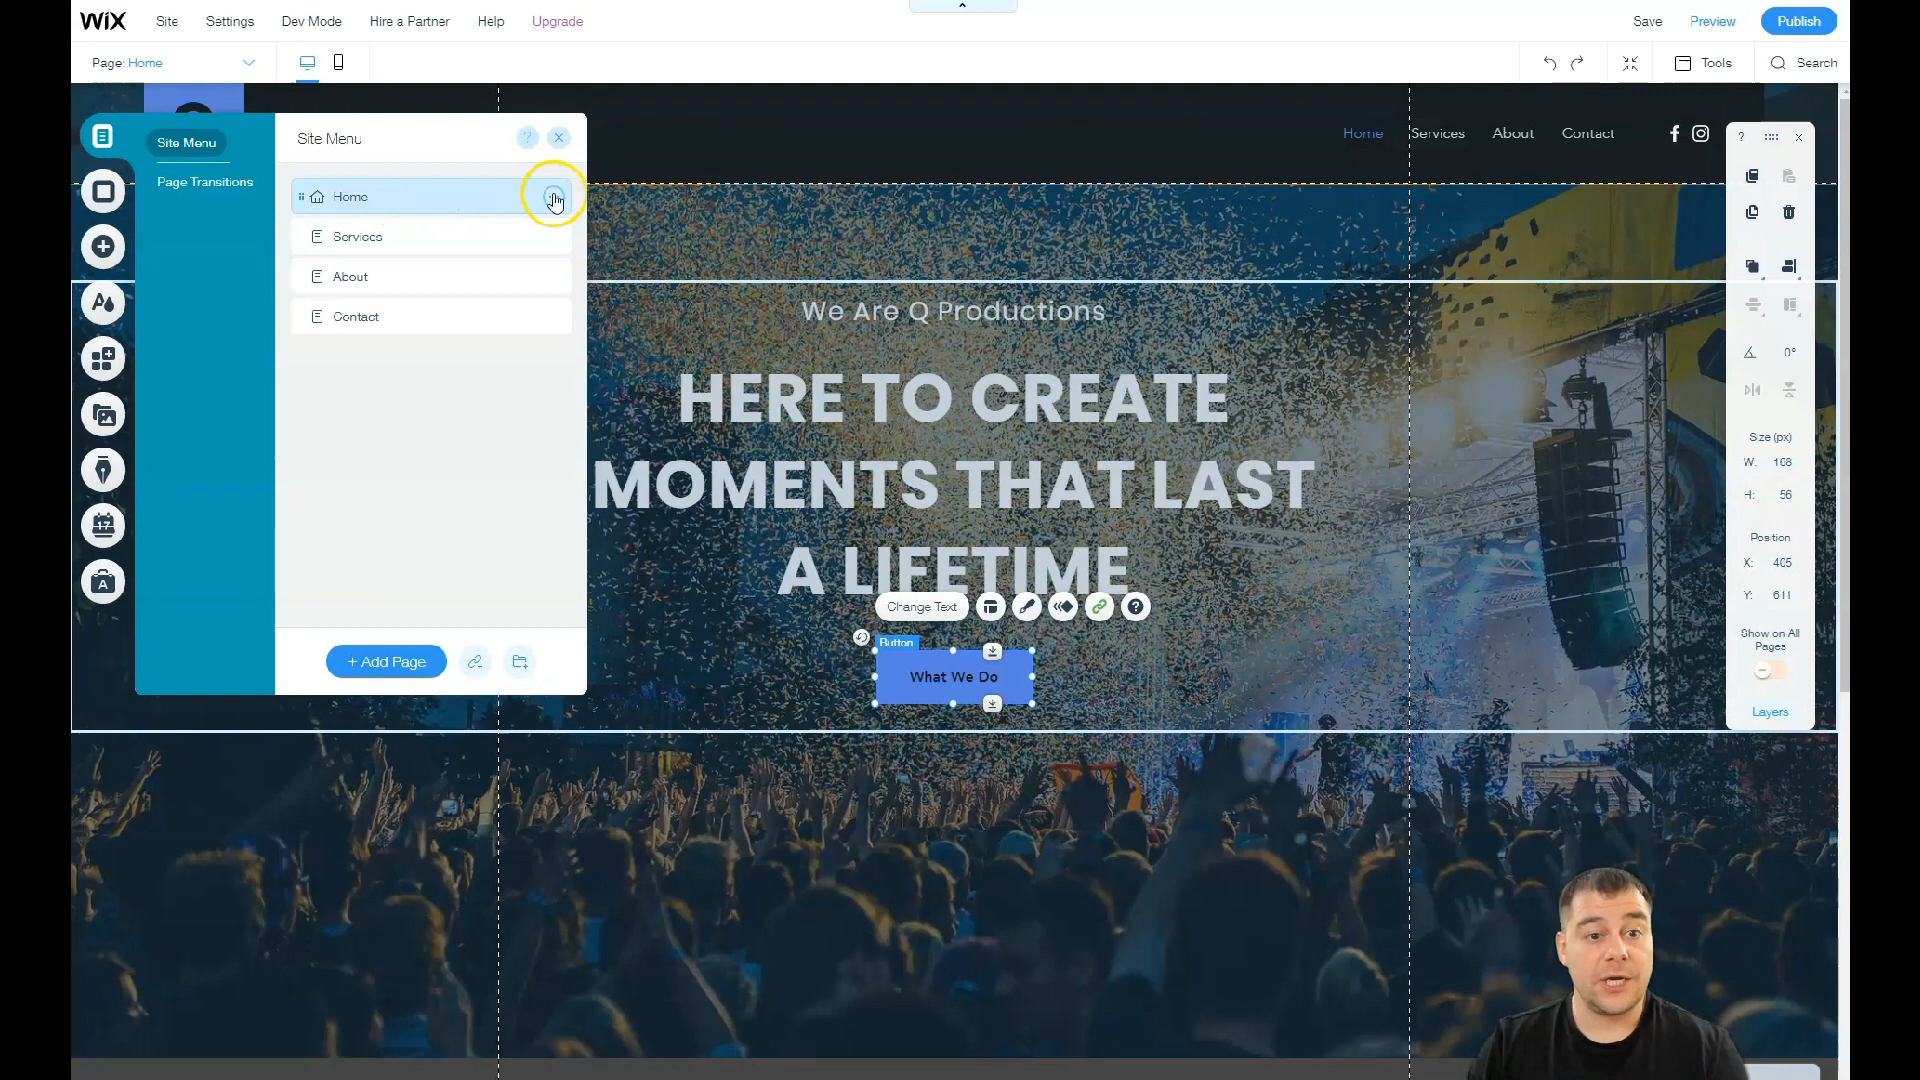 WIX Site Settings Dev Mode Hire a Partner Help Upgrade Save Preview Publish
Page: Home Tools Search
Site Menu
Page Transitions
Site Menu ? ×
Home
Services
About
Contact
+ Add Page
Home Services About Contact
We Are Q Productions
HERE TO CREATE
MOMENTS THAT LAST
A LIFETIME
Change Text ?
Button
What We Do
? ×
0°
Size (px)
W: 168
H: 56
Position
X: 405
Y: 611
Show on All
Pages
Layers
17
A